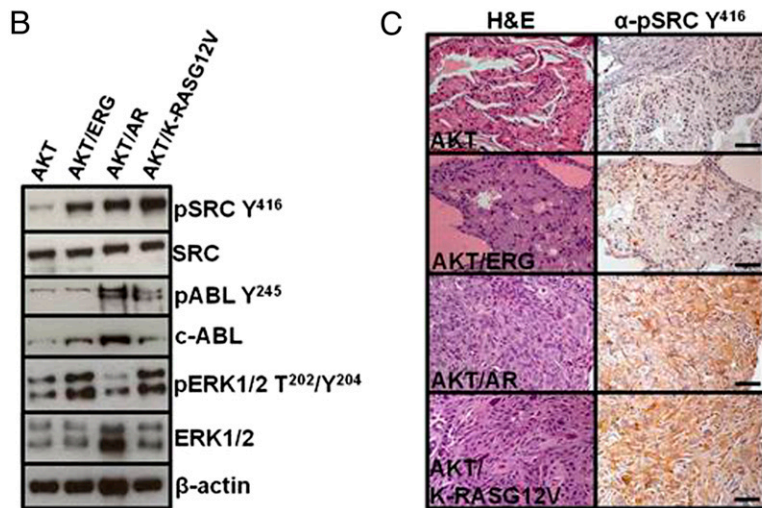 B
AKT
AKT/ERG
AKT/AR
AKT/K-RASG12V
pSRC Y⁴¹⁶
SRC
pABL Y²⁴⁵
c-ABL
pERK1/2 T²⁰²/Y²⁰⁴
ERK1/2
β-actin
C
H&E
α-pSRC Y⁴¹⁶
AKT
AKT/ERG
AKT/AR
AKT/
K-RASG12V